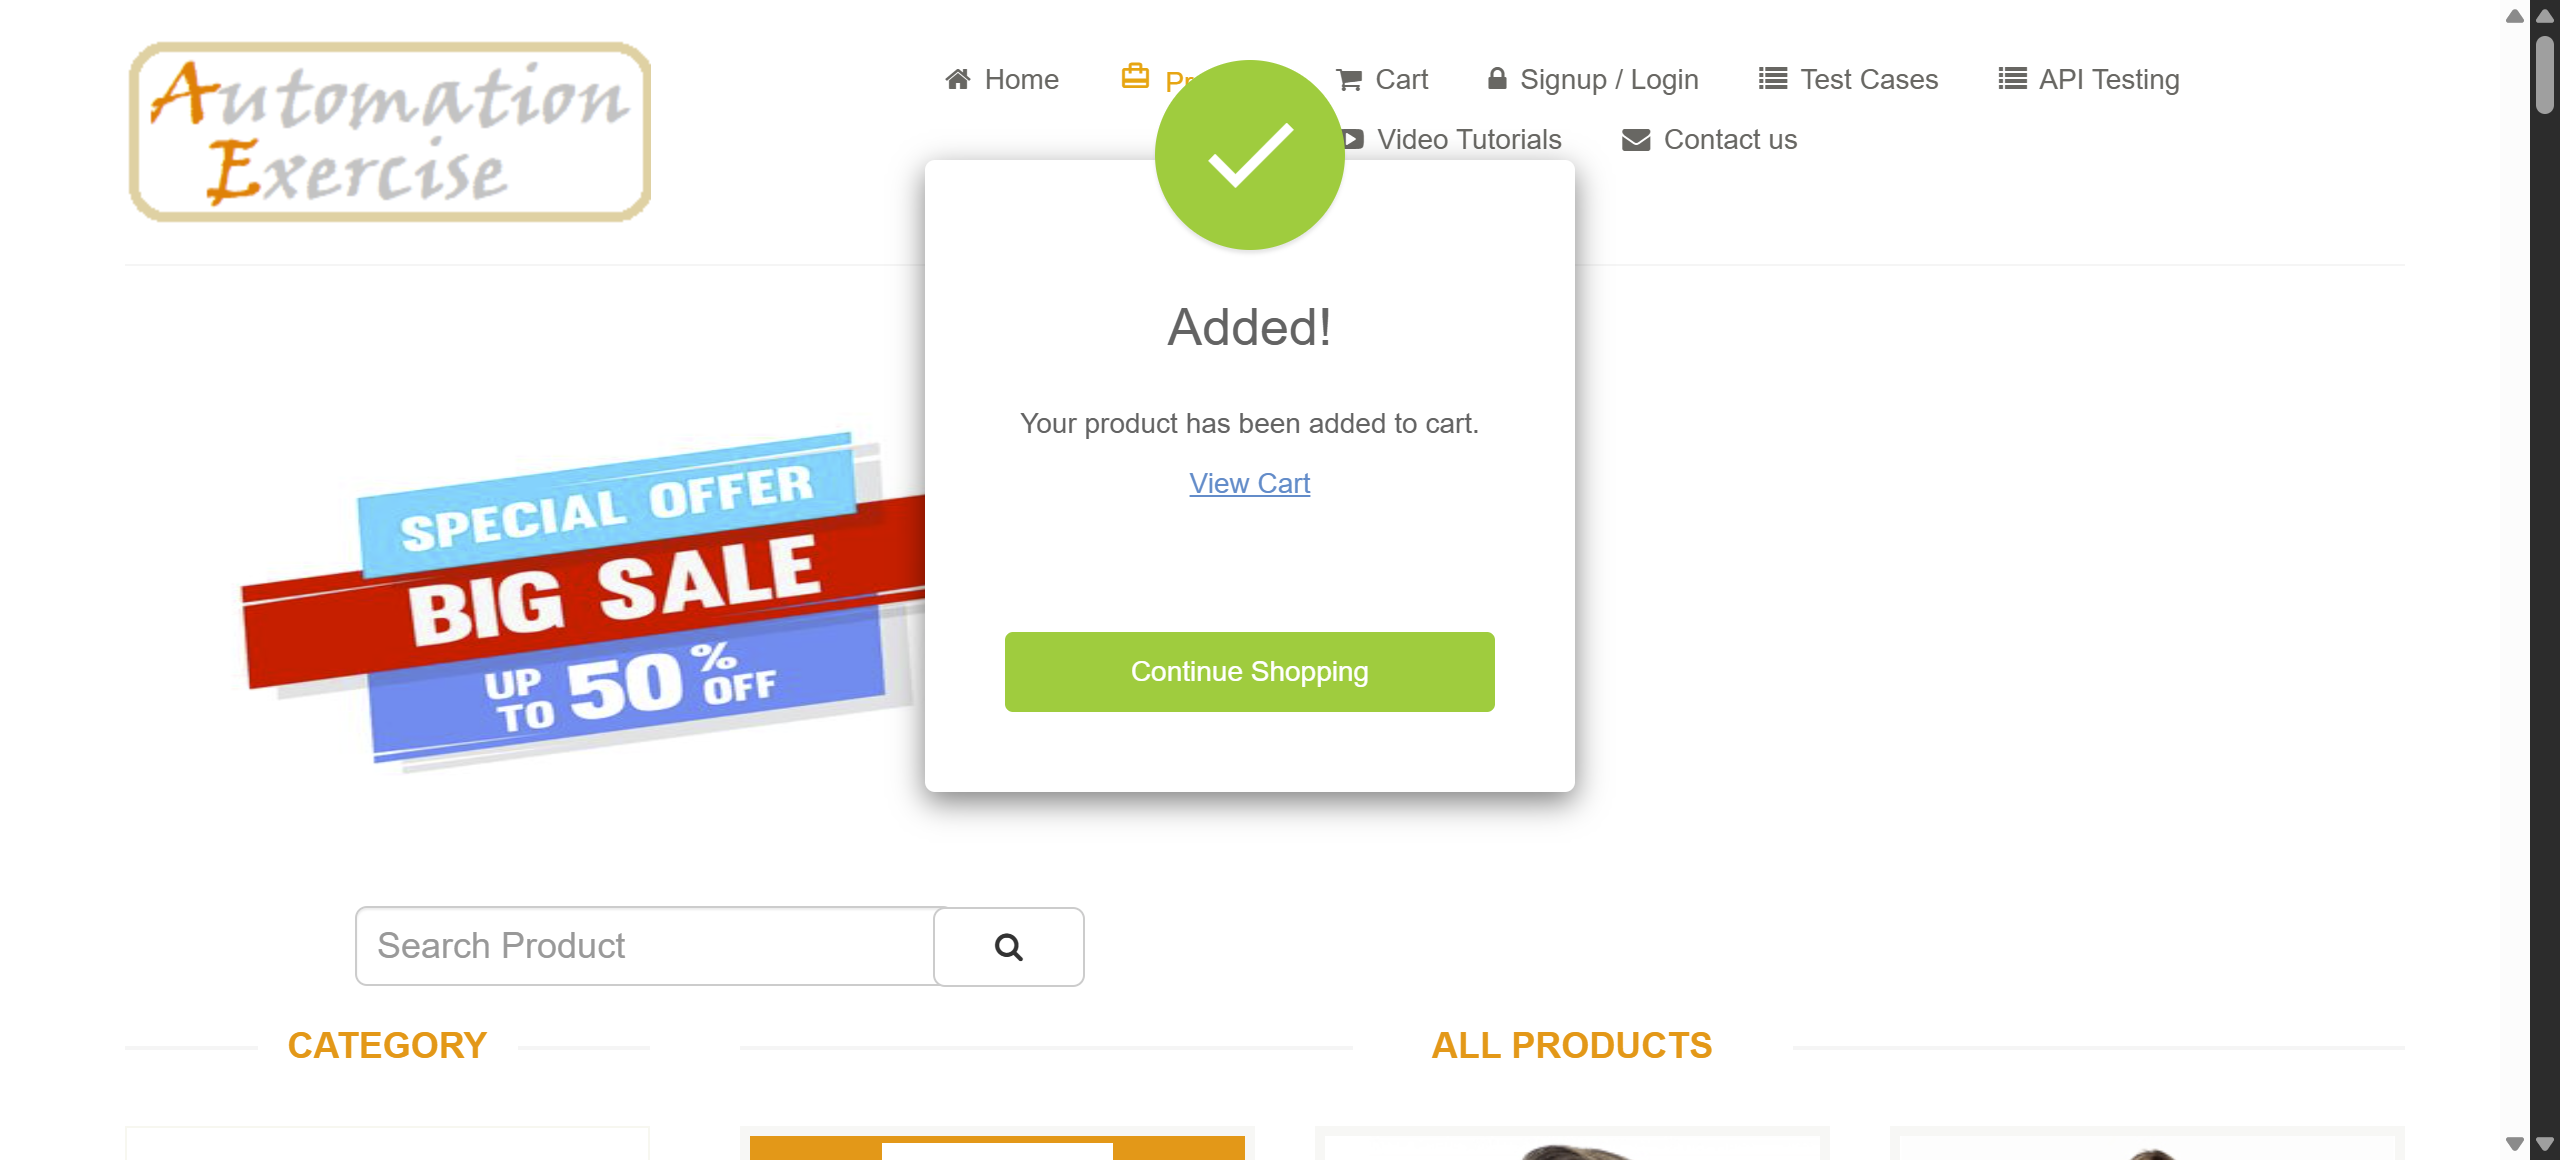 Automation
Exercise
Home
Cart
Signup / Login
Test Cases
API Testing
Video Tutorials
Contact us
Added!
Your product has been added to cart.
View Cart
Continue Shopping
SPECIAL OFFER
BIG SALE
UP TO 50% OFF
Search Product
CATEGORY
ALL PRODUCTS